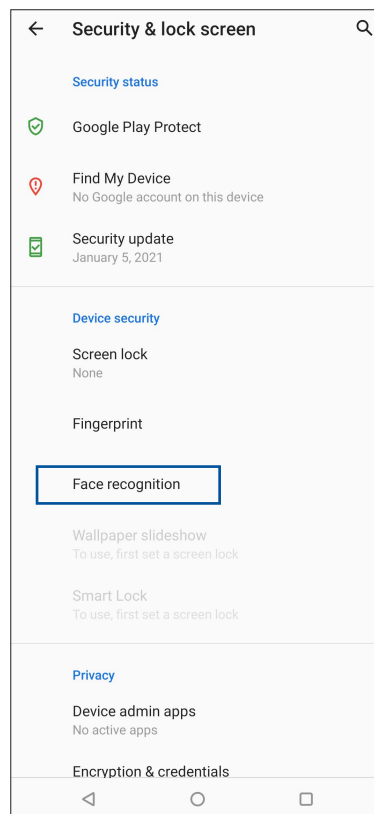 Security & lock screen
Security status
Google Play Protect
Find My Device
No Google account on this device
Security update
January 5, 2021
Device security
Screen lock
None
Fingerprint
Face recognition
Wallpaper slideshow
To use, first set a screen lock
Smart Lock
To use, first set a screen lock
Privacy
Device admin apps
No active apps
Encryption & credentials